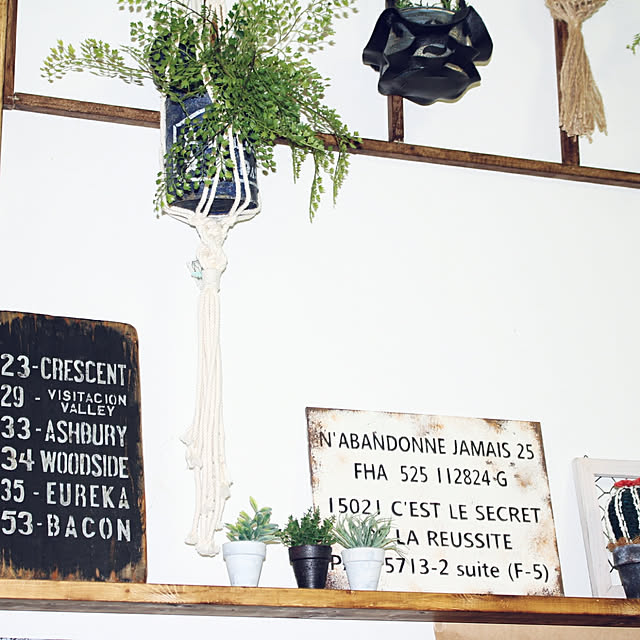 23-CRESCENT
29 - VISITACION
VALLEY
33-ASHBURY
34 WOODSIDE
35 - EUREKA
53-BACON
N'ABANDONNE JAMAIS 25
FHA 525 112824 G
15021 C'EST LE SECRET
LA REUSSITE
5713-2 suite (F-5)